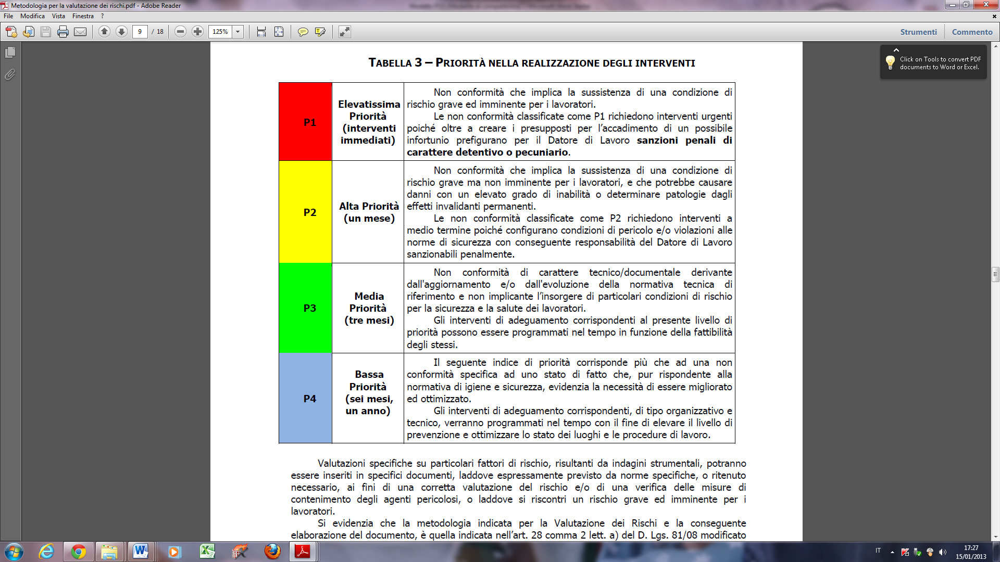 Metodologia per la valutazione dei rischi.pdf - Adobe Reader
File Modifica Vista Finestra ?
9 / 18 125% Strumenti Commento
Click on Tools to convert PDF
documents to Word or Excel.
TABELLA 3 – PRIORITÀ NELLA REALIZZAZIONE DEGLI INTERVENTI
P1
Elevatissima
Priorità
(interventi
immediati)
Non conformità che implica la sussistenza di una condizione di
rischio grave ed imminente per i lavoratori.
Le non conformità classificate come P1 richiedono interventi urgenti
poiché oltre a creare i presupposti per l’accadimento di un possibile
infortunio prefigurano per il Datore di Lavoro sanzioni penali di
carattere detentivo o pecuniario.
P2
Alta Priorità
(un mese)
Non conformità che implica la sussistenza di una condizione di
rischio grave ma non imminente per i lavoratori, e che potrebbe causare
danni con un elevato grado di inabilità o determinare patologie dagli
effetti invalidanti permanenti.
Le non conformità classificate come P2 richiedono interventi a
medio termine poiché configurano condizioni di pericolo e/o violazioni alle
norme di sicurezza con conseguente responsabilità del Datore di Lavoro
sanzionabili penalmente.
P3
Media
Priorità
(tre mesi)
Non conformità di carattere tecnico/documentale derivante
dall'aggiornamento e/o dall'evoluzione della normativa tecnica di
riferimento e non implicante l’insorgere di particolari condizioni di rischio
per la sicurezza e la salute dei lavoratori.
Gli interventi di adeguamento corrispondenti al presente livello di
priorità possono essere programmati nel tempo in funzione della fattibilità
degli stessi.
P4
Bassa
Priorità
(sei mesi,
un anno)
Il seguente indice di priorità corrisponde più che ad una non
conformità specifica ad uno stato di fatto che, pur rispondente alla
normativa di igiene e sicurezza, evidenzia la necessità di essere migliorato
ed ottimizzato.
Gli interventi di adeguamento corrispondenti, di tipo organizzativo e
tecnico, verranno programmati nel tempo con il fine di elevare il livello di
prevenzione e ottimizzare lo stato dei luoghi e le procedure di lavoro.
Valutazioni specifiche su particolari fattori di rischio, risultanti da indagini strumentali, potranno
essere inseriti in specifici documenti, laddove espressamente previsto da norme specifiche, o ritenuto
necessario, ai fini di una corretta valutazione del rischio e/o di una verifica delle misure di
contenimento degli agenti pericolosi, o laddove si riscontri un rischio grave ed imminente per i
lavoratori.
Si evidenzia che la metodologia indicata per la Valutazione dei Rischi e la conseguente
elaborazione del documento, è quella indicata nell’art. 28 comma 2 lett. a) del D. Lgs. 81/08 modificato
IT
17:27
15/01/2013